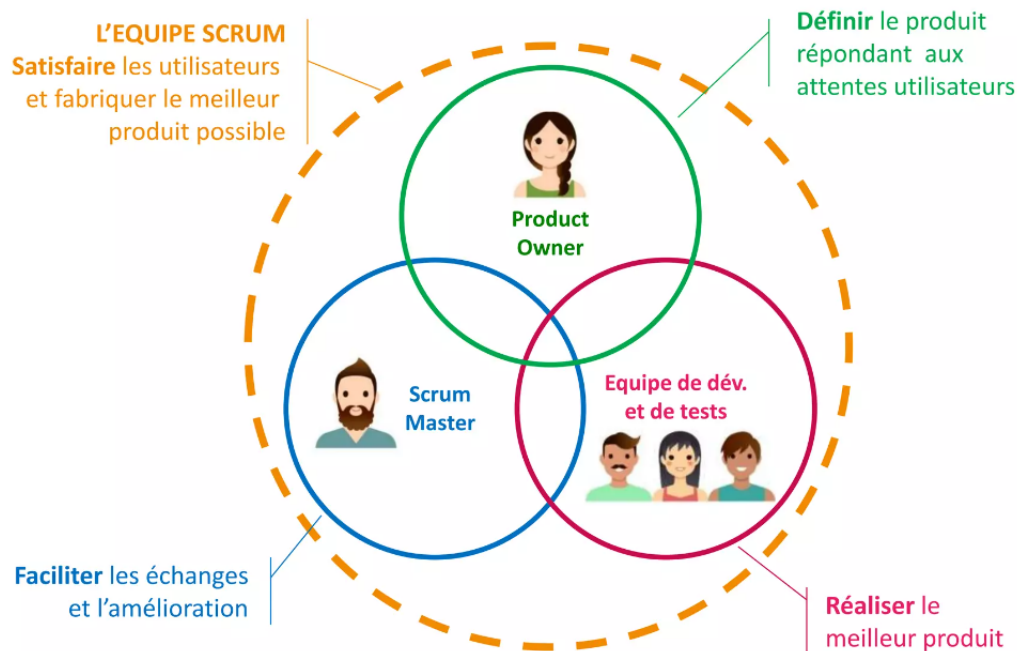 L'EQUIPE SCRUM
Satisfaire les utilisateurs
et fabriquer le meilleur
produit possible
Définir le produit
répondant aux
attentes utilisateurs
Product
Owner
Scrum
Master
Equipe de dév.
et de tests
Faciliter les échanges
et l'amélioration
Réaliser le
meilleur produit